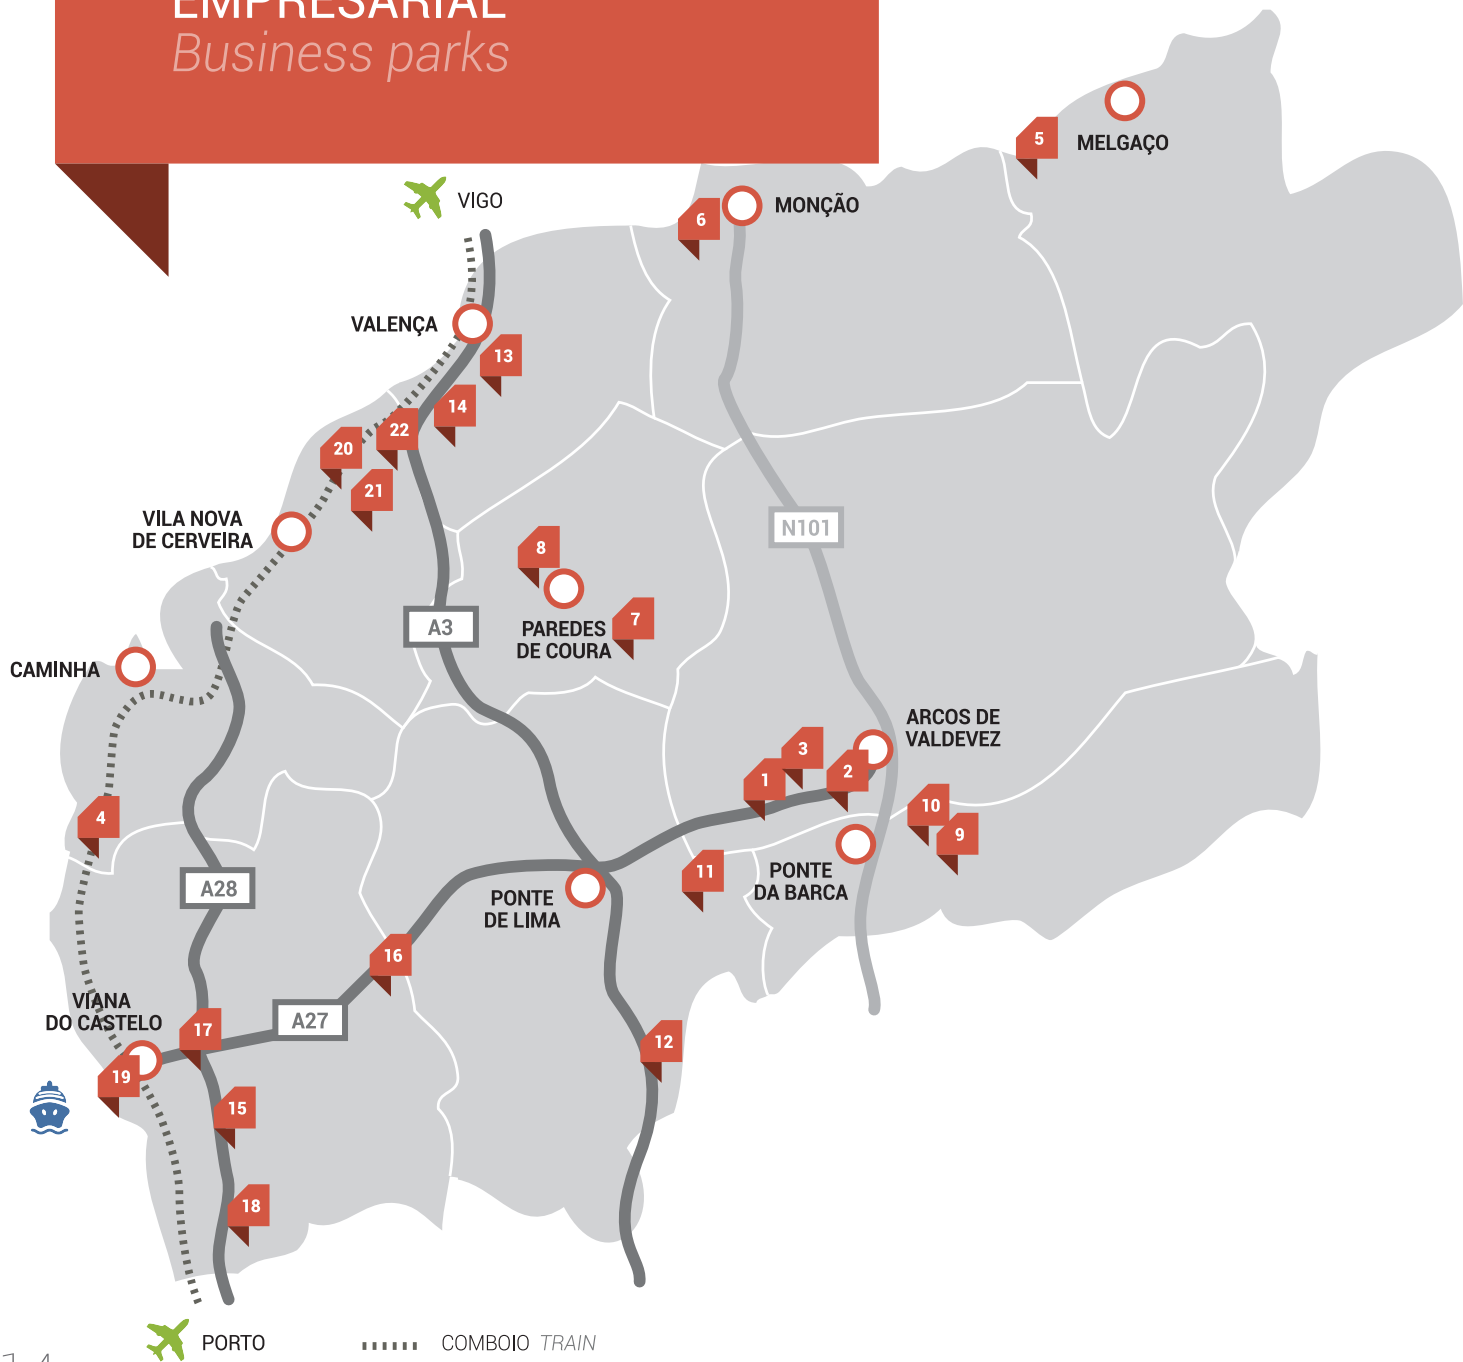 EMPRESARIAL
Business parks
MELGAÇO
5
VIGO
MONÇÃO
6
VALENÇA
13
14
22
20
21
VILA NOVA
DE CERVEIRA
N101
8
A3
PAREDES
DE COURA
7
CAMINHA
ARCOS DE
VALDEVEZ
3
2
1
10
9
4
11
PONTE
DA BARCA
A28
PONTE
DE LIMA
16
VIANA
DO CASTELO
A27
17
12
19
15
18
PORTO
COMBOIO TRAIN